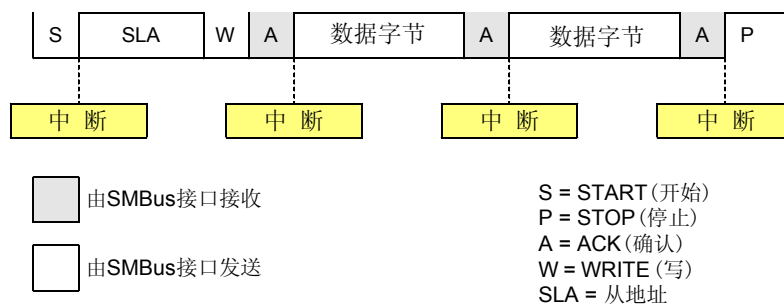 S SLA W A 数据字节 A 数据字节 A P
中 断 中 断 中 断 中 断
由SMBus接口接收
由SMBus接口发送
S = START(开始)
P = STOP(停止)
A = ACK(确认)
W = WRITE(写)
SLA = 从地址